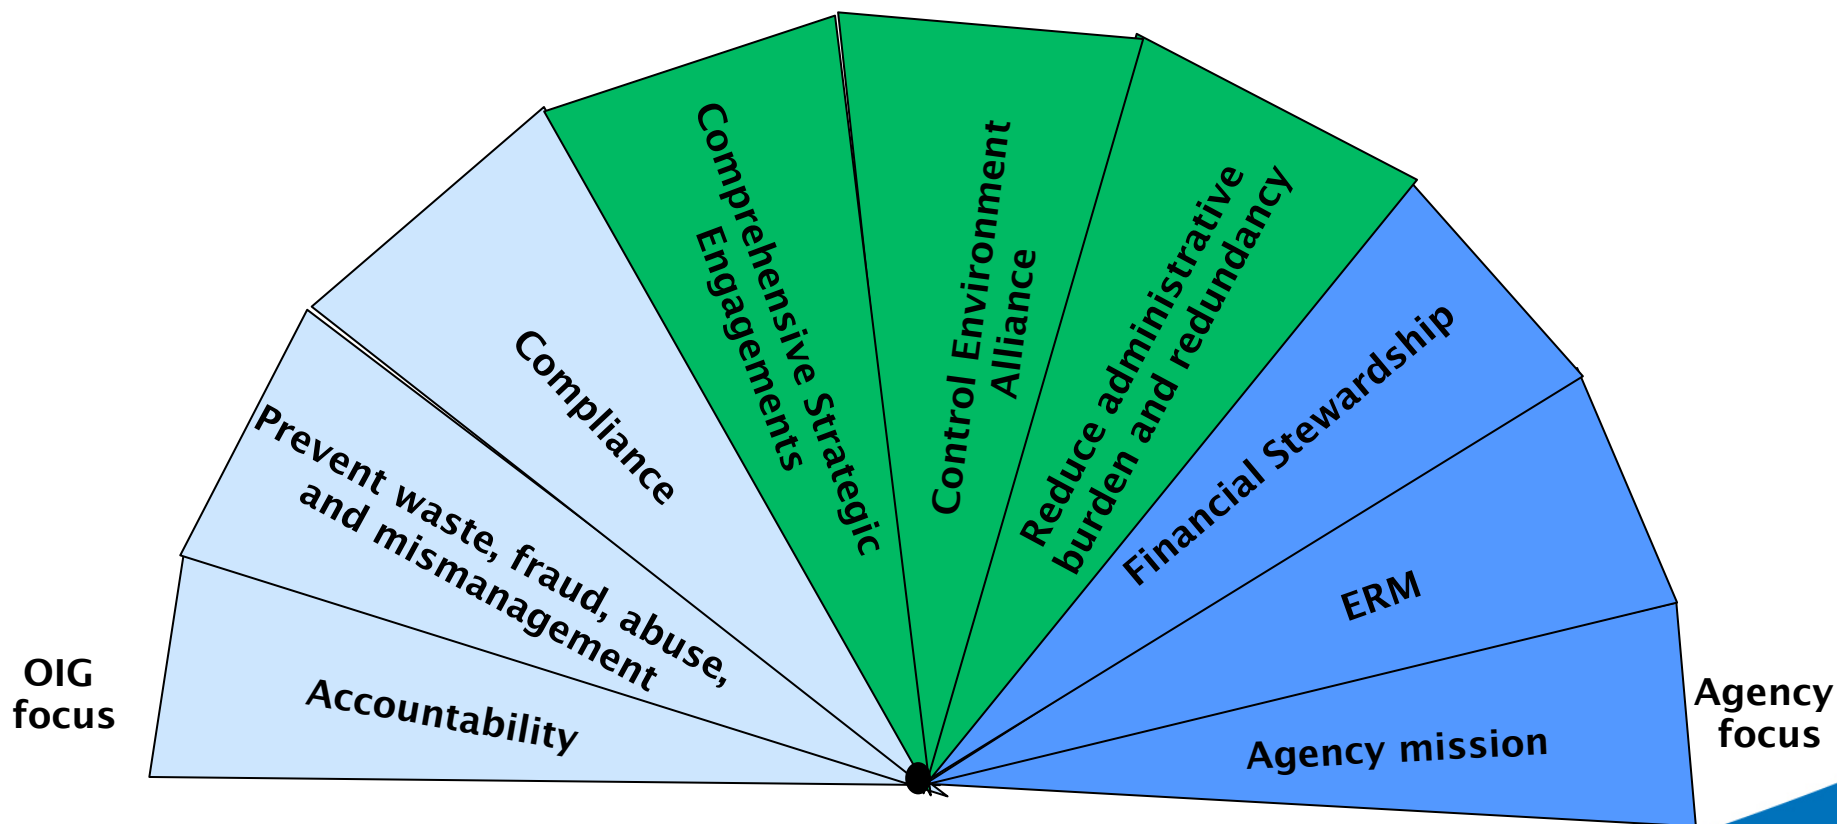 OIG
focus
Accountability
Prevent waste, fraud, abuse,
and mismanagement
Compliance
Comprehensive Strategic
Engagements
Control Environment
Alliance
Reduce administrative
burden and redundancy
Financial Stewardship
ERM
Agency mission
Agency
focus